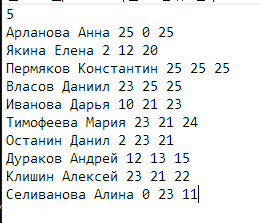 5
Арланова Анна 25 0 25
Якина Елена 2 12 20
Пермяков Константин 25 25 25
Власов Даниил 23 25 25
Иванова Дарья 10 21 23
Тимофеева Мария 23 21 24
Останин Данил 2 23 21
Дураков Андрей 12 13 15
Клишин Алексей 23 21 22
Селиванова Алина 0 23 11